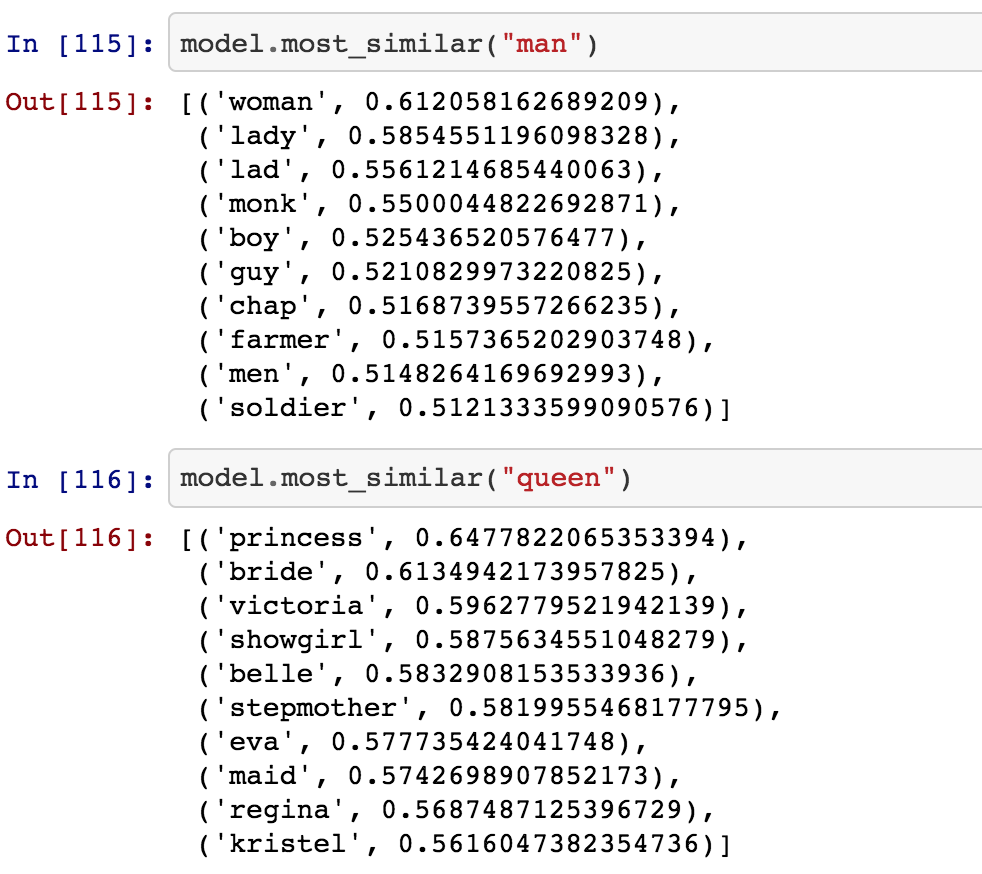 In [115]: model.most_similar("man")
Out[115]: [('woman', 0.612058162689209),
('lady', 0.5854551196098328),
('lad', 0.5561214685440063),
('monk', 0.5500044822692871),
('boy', 0.525436520576477),
('guy', 0.5210829973220825),
('chap', 0.5168739557266235),
('farmer', 0.5157365202903748),
('men', 0.5148264169692993),
('soldier', 0.5121333599090576)]
In [116]: model.most_similar("queen")
Out[116]: [('princess', 0.6477822065353394),
('bride', 0.6134942173957825),
('victoria', 0.5962779521942139),
('showgirl', 0.5875634551048279),
('belle', 0.5832908153533936),
('stepmother', 0.5819955468177795),
('eva', 0.577735424041748),
('maid', 0.5742698907852173),
('regina', 0.5687487125396729),
('kristel', 0.5616047382354736)]